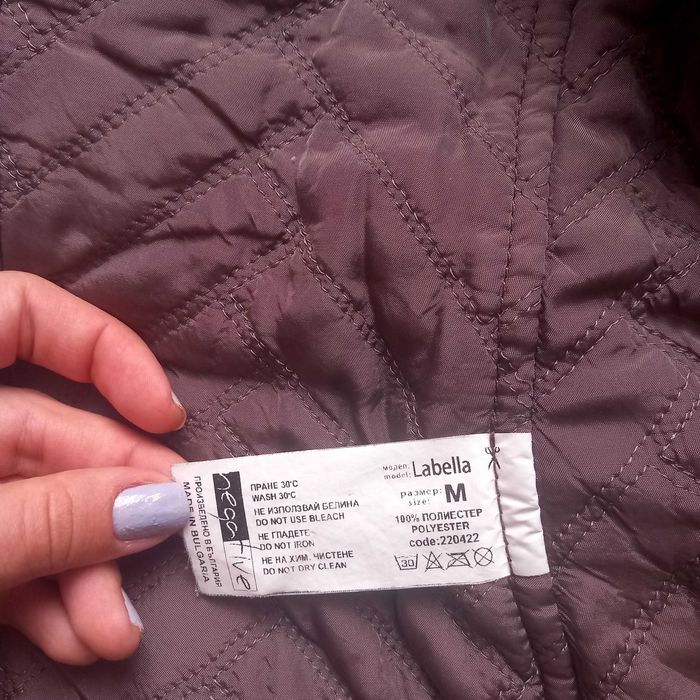 ПРОИЗВЕДЕНО В БЪЛГАРИЯ
MADE IN BULGARIA
negative
ПРАНЕ 30°C
WASH 30°C
НЕ ИЗПОЛЗВАЙ БЕЛИНА
DO NOT USE BLEACH
НЕ ГЛАДЕТЕ
DO NOT IRON
НЕ НА ХИМ. ЧИСТЕНЕ
DO NOT DRY CLEAN
модел:
model: Labella
размер:
size: M
100% ПОЛИЕСТЕР
POLYESTER
code:220422
30